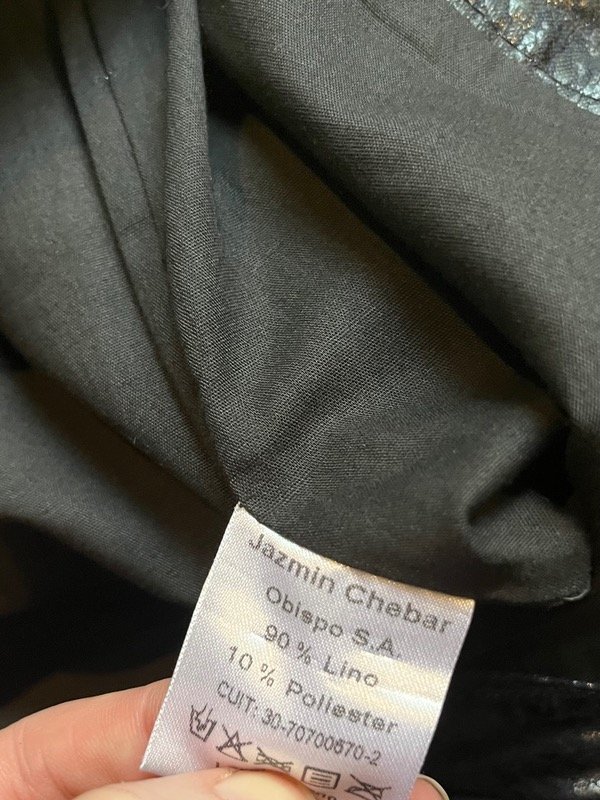 Jazmin Chebar
Obispo S.A.
90 % Lino
10 % Poliester
CUIT: 30-70700670-2